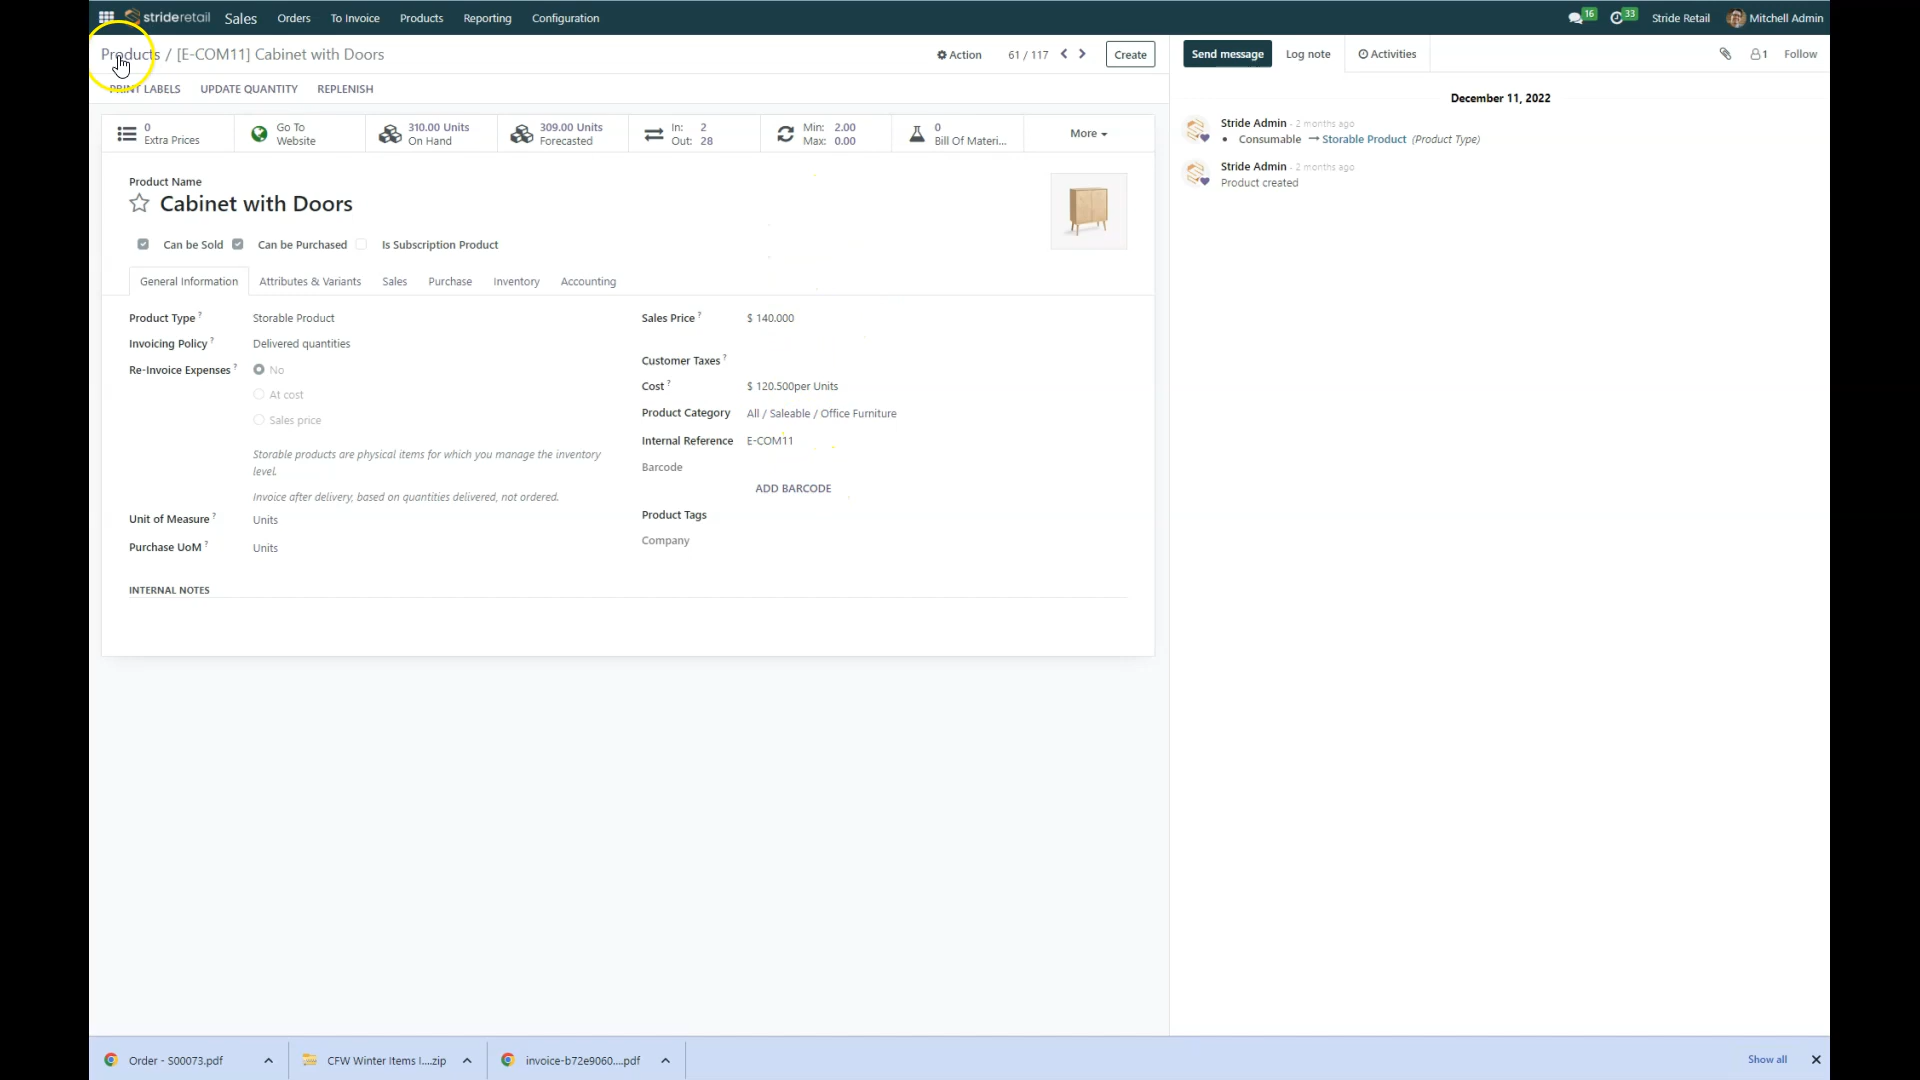 strideretail Sales Orders To Invoice Products Reporting Configuration 16 33 Stride Retail Mitchell Admin
Products / [E-COM11] Cabinet with Doors Action 61 / 117 Create Send message Log note Activities 1 Follow
PRINT LABELS UPDATE QUANTITY REPLENISH
December 11, 2022
0
Extra Prices
Go To
Website
310.00 Units
On Hand
309.00 Units
Forecasted
In: 2
Out: 28
Min: 2.00
Max: 0.00
0
Bill Of Materi...
More
Stride Admin - 2 months ago
Consumable → Storable Product (Product Type)
Stride Admin - 2 months ago
Product created
Product Name
Cabinet with Doors
Can be Sold Can be Purchased Is Subscription Product
General Information Attributes & Variants Sales Purchase Inventory Accounting
Product Type ? Storable Product
Invoicing Policy ? Delivered quantities
Re-Invoice Expenses ? No
At cost
Sales price
Storable products are physical items for which you manage the inventory
level.
Invoice after delivery, based on quantities delivered, not ordered.
Unit of Measure ? Units
Purchase UoM ? Units
Sales Price ? $ 140.000
Customer Taxes ?
Cost ? $ 120.500per Units
Product Category All / Saleable / Office Furniture
Internal Reference E-COM11
Barcode
ADD BARCODE
Product Tags
Company
INTERNAL NOTES
Order - S00073.pdf CFW Winter Items I....zip invoice-b72e9060....pdf Show all